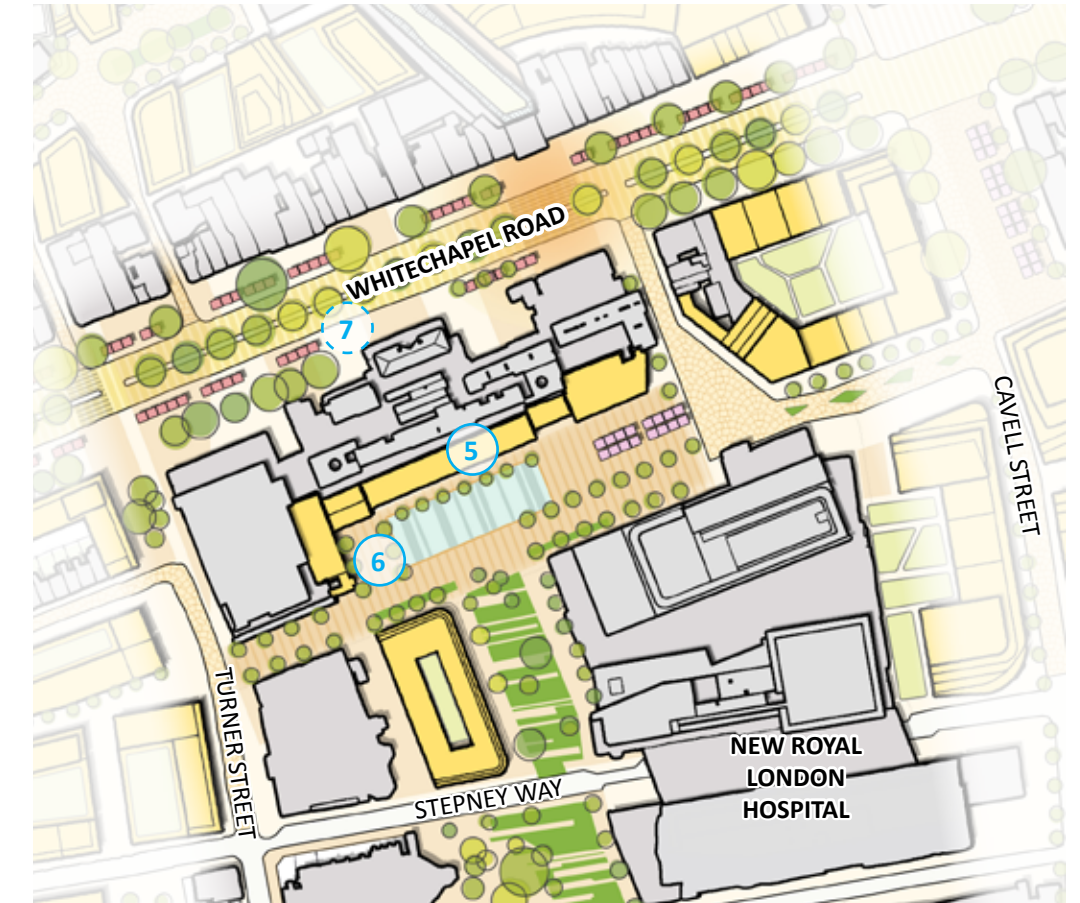 WHITECHAPEL ROAD
7
5
CAVELL STREET
6
TURNER STREET
NEW ROYAL
LONDON
HOSPITAL
STEPNEY WAY